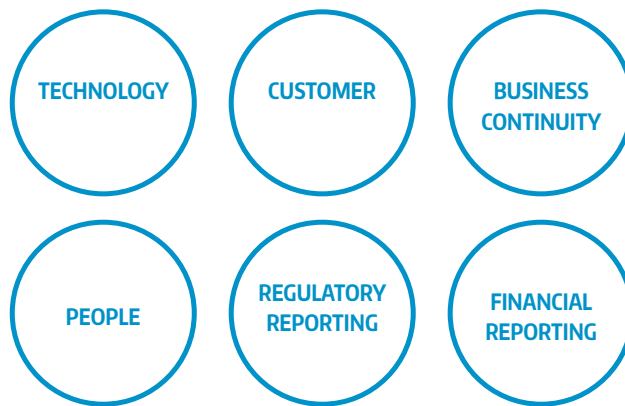 TECHNOLOGY
CUSTOMER
BUSINESS
CONTINUITY
PEOPLE
REGULATORY
REPORTING
FINANCIAL
REPORTING